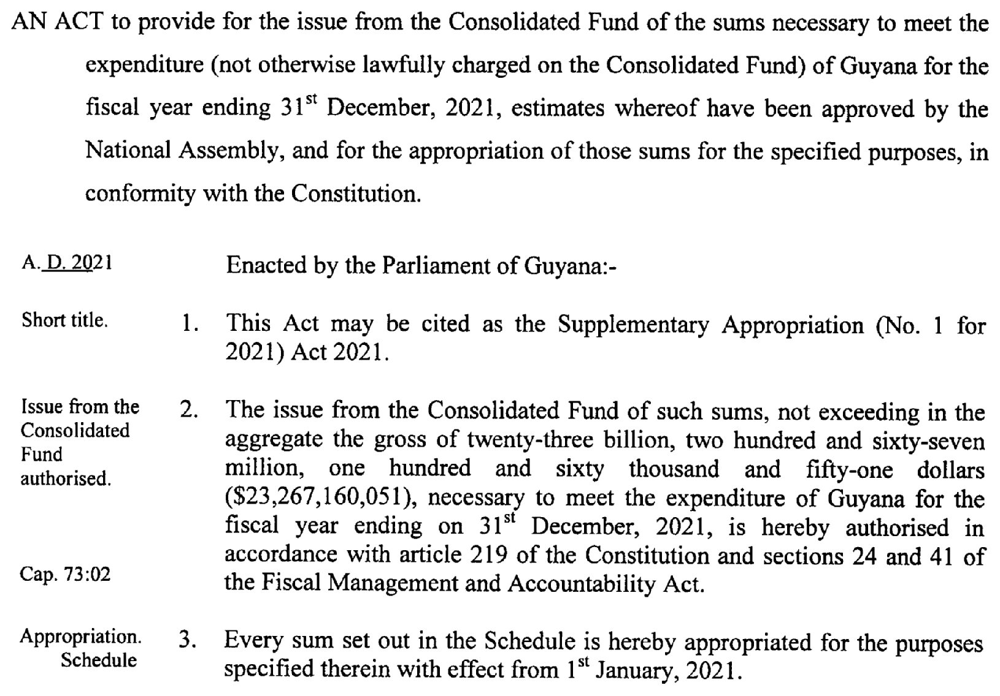 AN ACT to provide for the issue from the Consolidated Fund of the sums necessary to meet the
expenditure (not otherwise lawfully charged on the Consolidated Fund) of Guyana for the
fiscal year ending 31st December, 2021, estimates whereof have been approved by the
National Assembly, and for the appropriation of those sums for the specified purposes, in
conformity with the Constitution.
A. D. 2021 Enacted by the Parliament of Guyana:-
Short title. 1. This Act may be cited as the Supplementary Appropriation (No. 1 for
2021) Act 2021.
Issue from the 2. The issue from the Consolidated Fund of such sums, not exceeding in the
Consolidated aggregate the gross of twenty-three billion, two hundred and sixty-seven
Fund million, one hundred and sixty thousand and fifty-one dollars
authorised. ($23,267,160,051), necessary to meet the expenditure of Guyana for the
fiscal year ending on 31st December, 2021, is hereby authorised in
accordance with article 219 of the Constitution and sections 24 and 41 of
Cap. 73:02 the Fiscal Management and Accountability Act.
Appropriation. 3. Every sum set out in the Schedule is hereby appropriated for the purposes
Schedule specified therein with effect from 1st January, 2021.